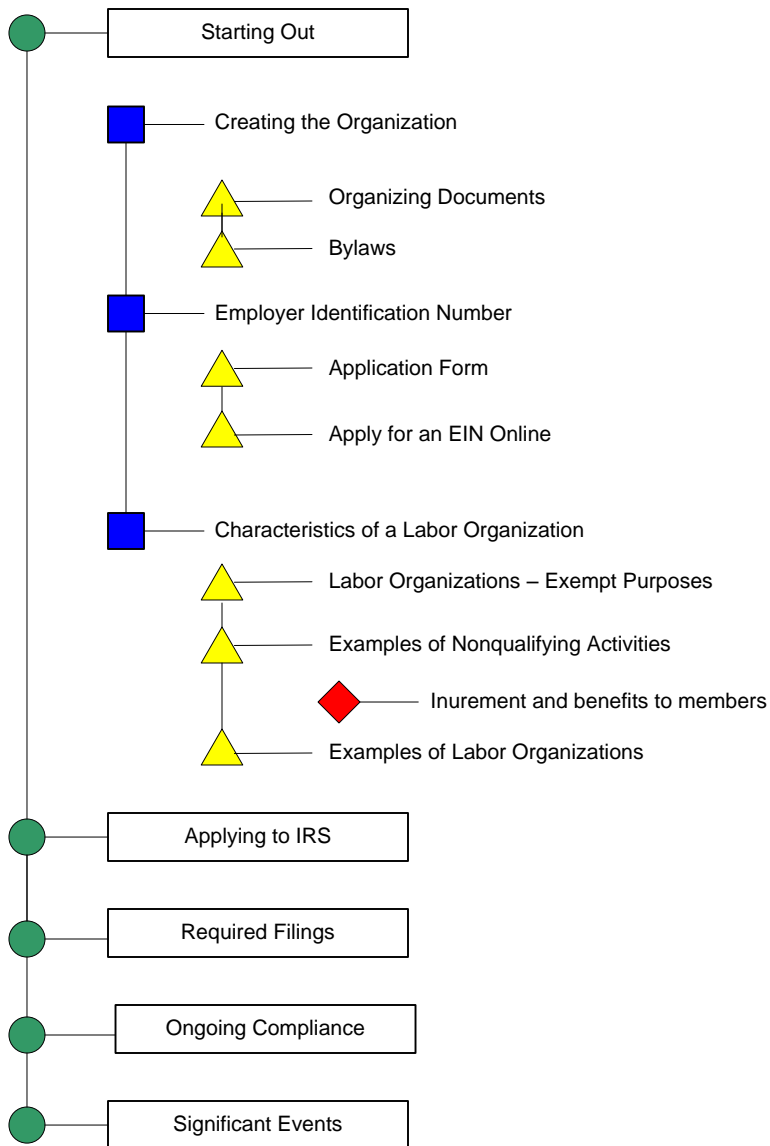 Starting Out
Creating the Organization
Organizing Documents
Bylaws
Employer Identification Number
Application Form
Apply for an EIN Online
Characteristics of a Labor Organization
Labor Organizations – Exempt Purposes
Examples of Nonqualifying Activities
Inurement and benefits to members
Examples of Labor Organizations
Applying to IRS
Required Filings
Ongoing Compliance
Significant Events